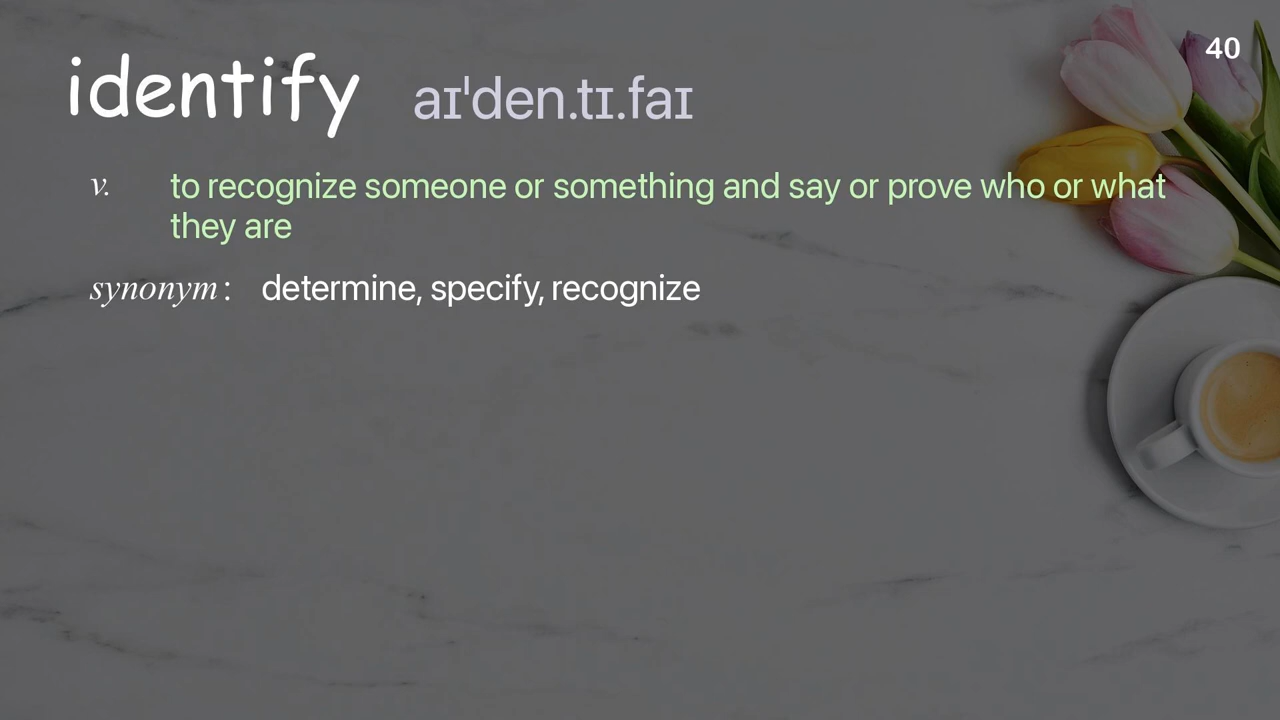 40
identify aɪˈden.tɪ.faɪ
v. to recognize someone or something and say or prove who or what
they are
synonym: determine, specify, recognize